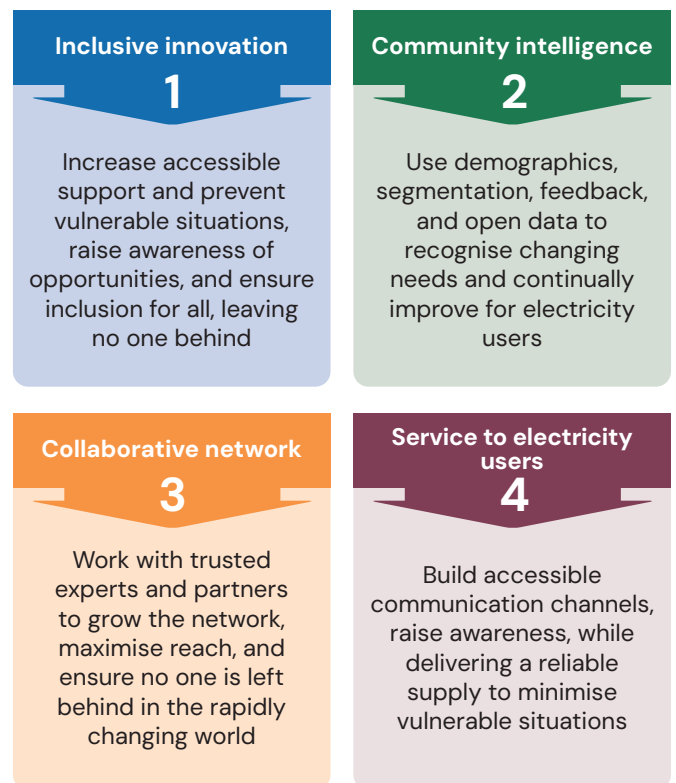 Inclusive innovation
1
Increase accessible
support and prevent
vulnerable situations,
raise awareness of
opportunities, and ensure
inclusion for all, leaving
no one behind
Community intelligence
2
Use demographics,
segmentation, feedback,
and open data to
recognise changing
needs and continually
improve for electricity
users
Collaborative network
3
Work with trusted
experts and partners
to grow the network,
maximise reach, and
ensure no one is left
behind in the rapidly
changing world
Service to electricity
users
4
Build accessible
communication channels,
raise awareness, while
delivering a reliable
supply to minimise
vulnerable situations